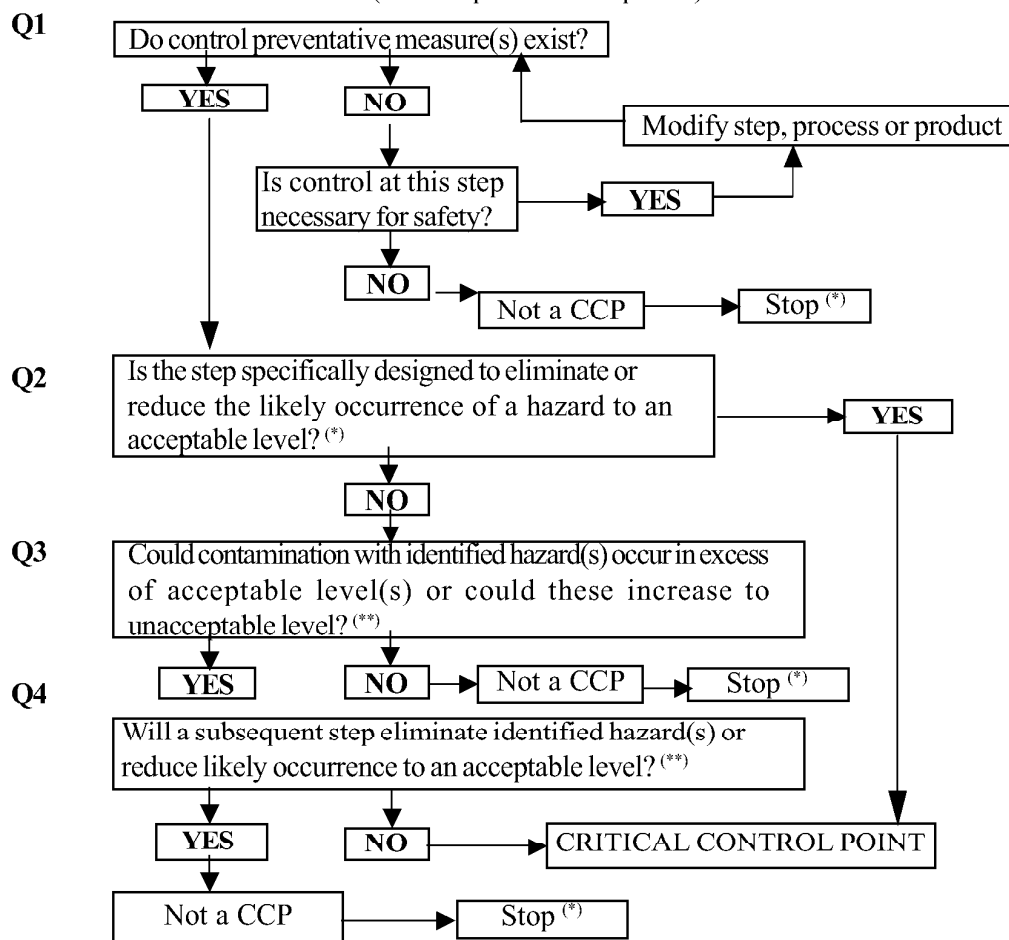 Q1
Do control preventative measure(s) exist?
YES
NO
Modify step, process or product
Is control at this step
necessary for safety?
YES
NO
Not a CCP
Stop (*)
Q2
Is the step specifically designed to eliminate or
reduce the likely occurrence of a hazard to an
acceptable level? (*)
YES
NO
Q3
Could contamination with identified hazard(s) occur in excess
of acceptable level(s) or could these increase to
unacceptable level? (**)
YES
NO
Not a CCP
Stop (*)
Q4
Will a subsequent step eliminate identified hazard(s) or
reduce likely occurrence to an acceptable level? (**)
YES
NO
CRITICAL CONTROL POINT
Not a CCP
Stop (*)